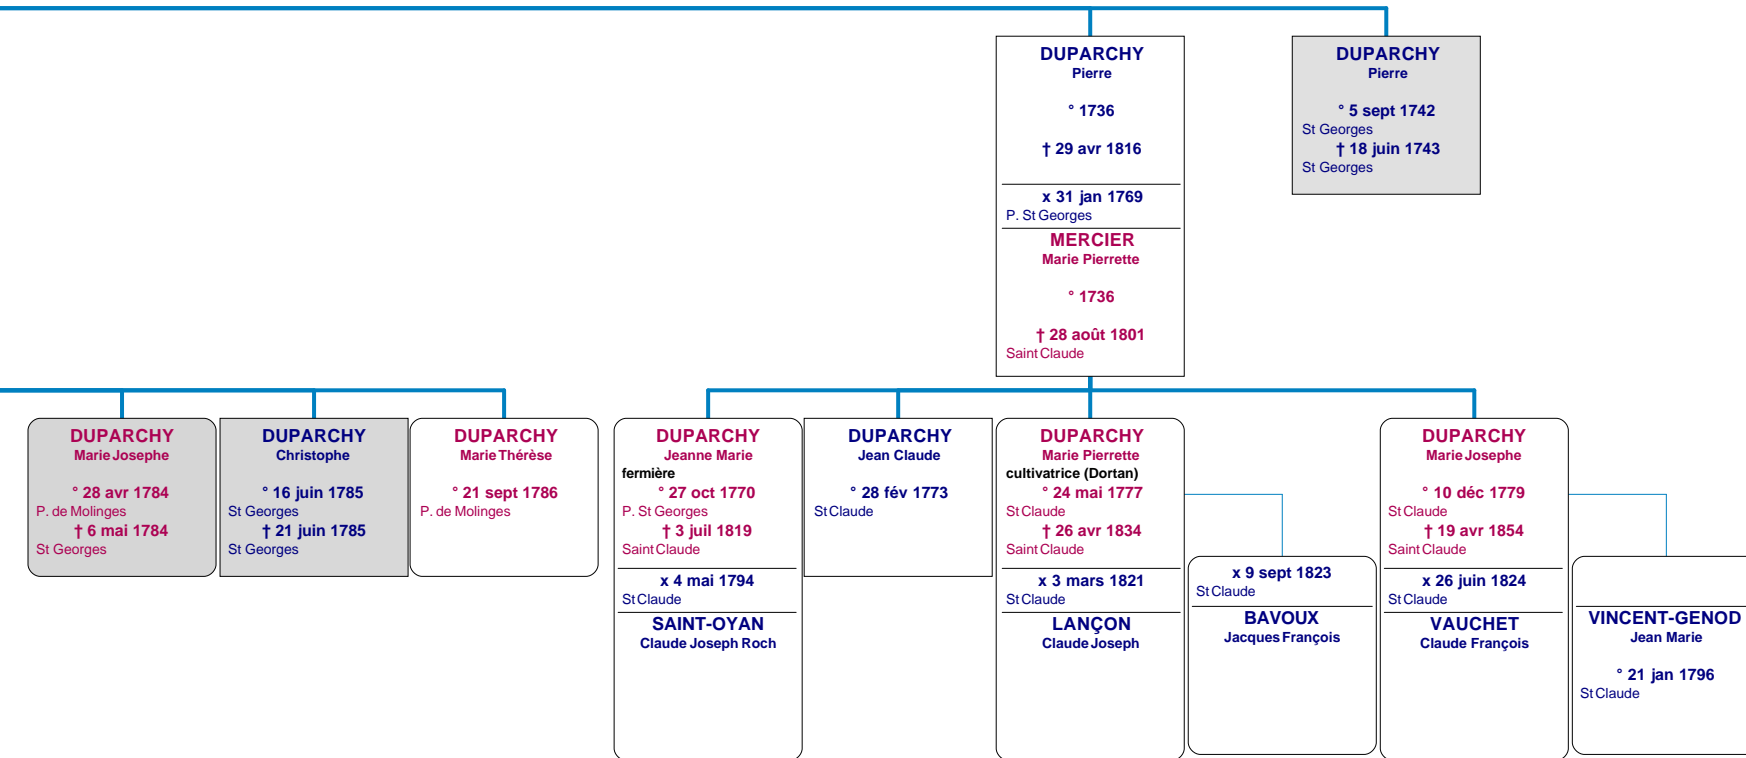 DUPARCHY
Pierre
° 1736
† 29 avr 1816
x 31 jan 1769
P. St Georges
MERCIER
Marie Pierrette
° 1736
† 28 août 1801
Saint Claude
DUPARCHY
Pierre
° 5 sept 1742
St Georges
† 18 juin 1743
St Georges
DUPARCHY
Marie Josephe
° 28 avr 1784
P. de Molinges
† 6 mai 1784
St Georges
DUPARCHY
Christophe
° 16 juin 1785
St Georges
† 21 juin 1785
St Georges
DUPARCHY
Marie Thérèse
° 21 sept 1786
P. de Molinges
DUPARCHY
Jeanne Marie
fermière
° 27 oct 1770
P. St Georges
† 3 juil 1819
Saint Claude
x 4 mai 1794
St Claude
SAINT-OYAN
Claude Joseph Roch
DUPARCHY
Jean Claude
° 28 fév 1773
St Claude
DUPARCHY
Marie Pierrette
cultivatrice (Dortan)
° 24 mai 1777
St Claude
† 26 avr 1834
Saint Claude
x 3 mars 1821
St Claude
LANÇON
Claude Joseph
x 9 sept 1823
St Claude
BAVOUX
Jacques François
DUPARCHY
Marie Josephe
° 10 déc 1779
St Claude
† 19 avr 1854
Saint Claude
x 26 juin 1824
St Claude
VAUCHET
Claude François
VINCENT-GENOD
Jean Marie
° 21 jan 1796
St Claude